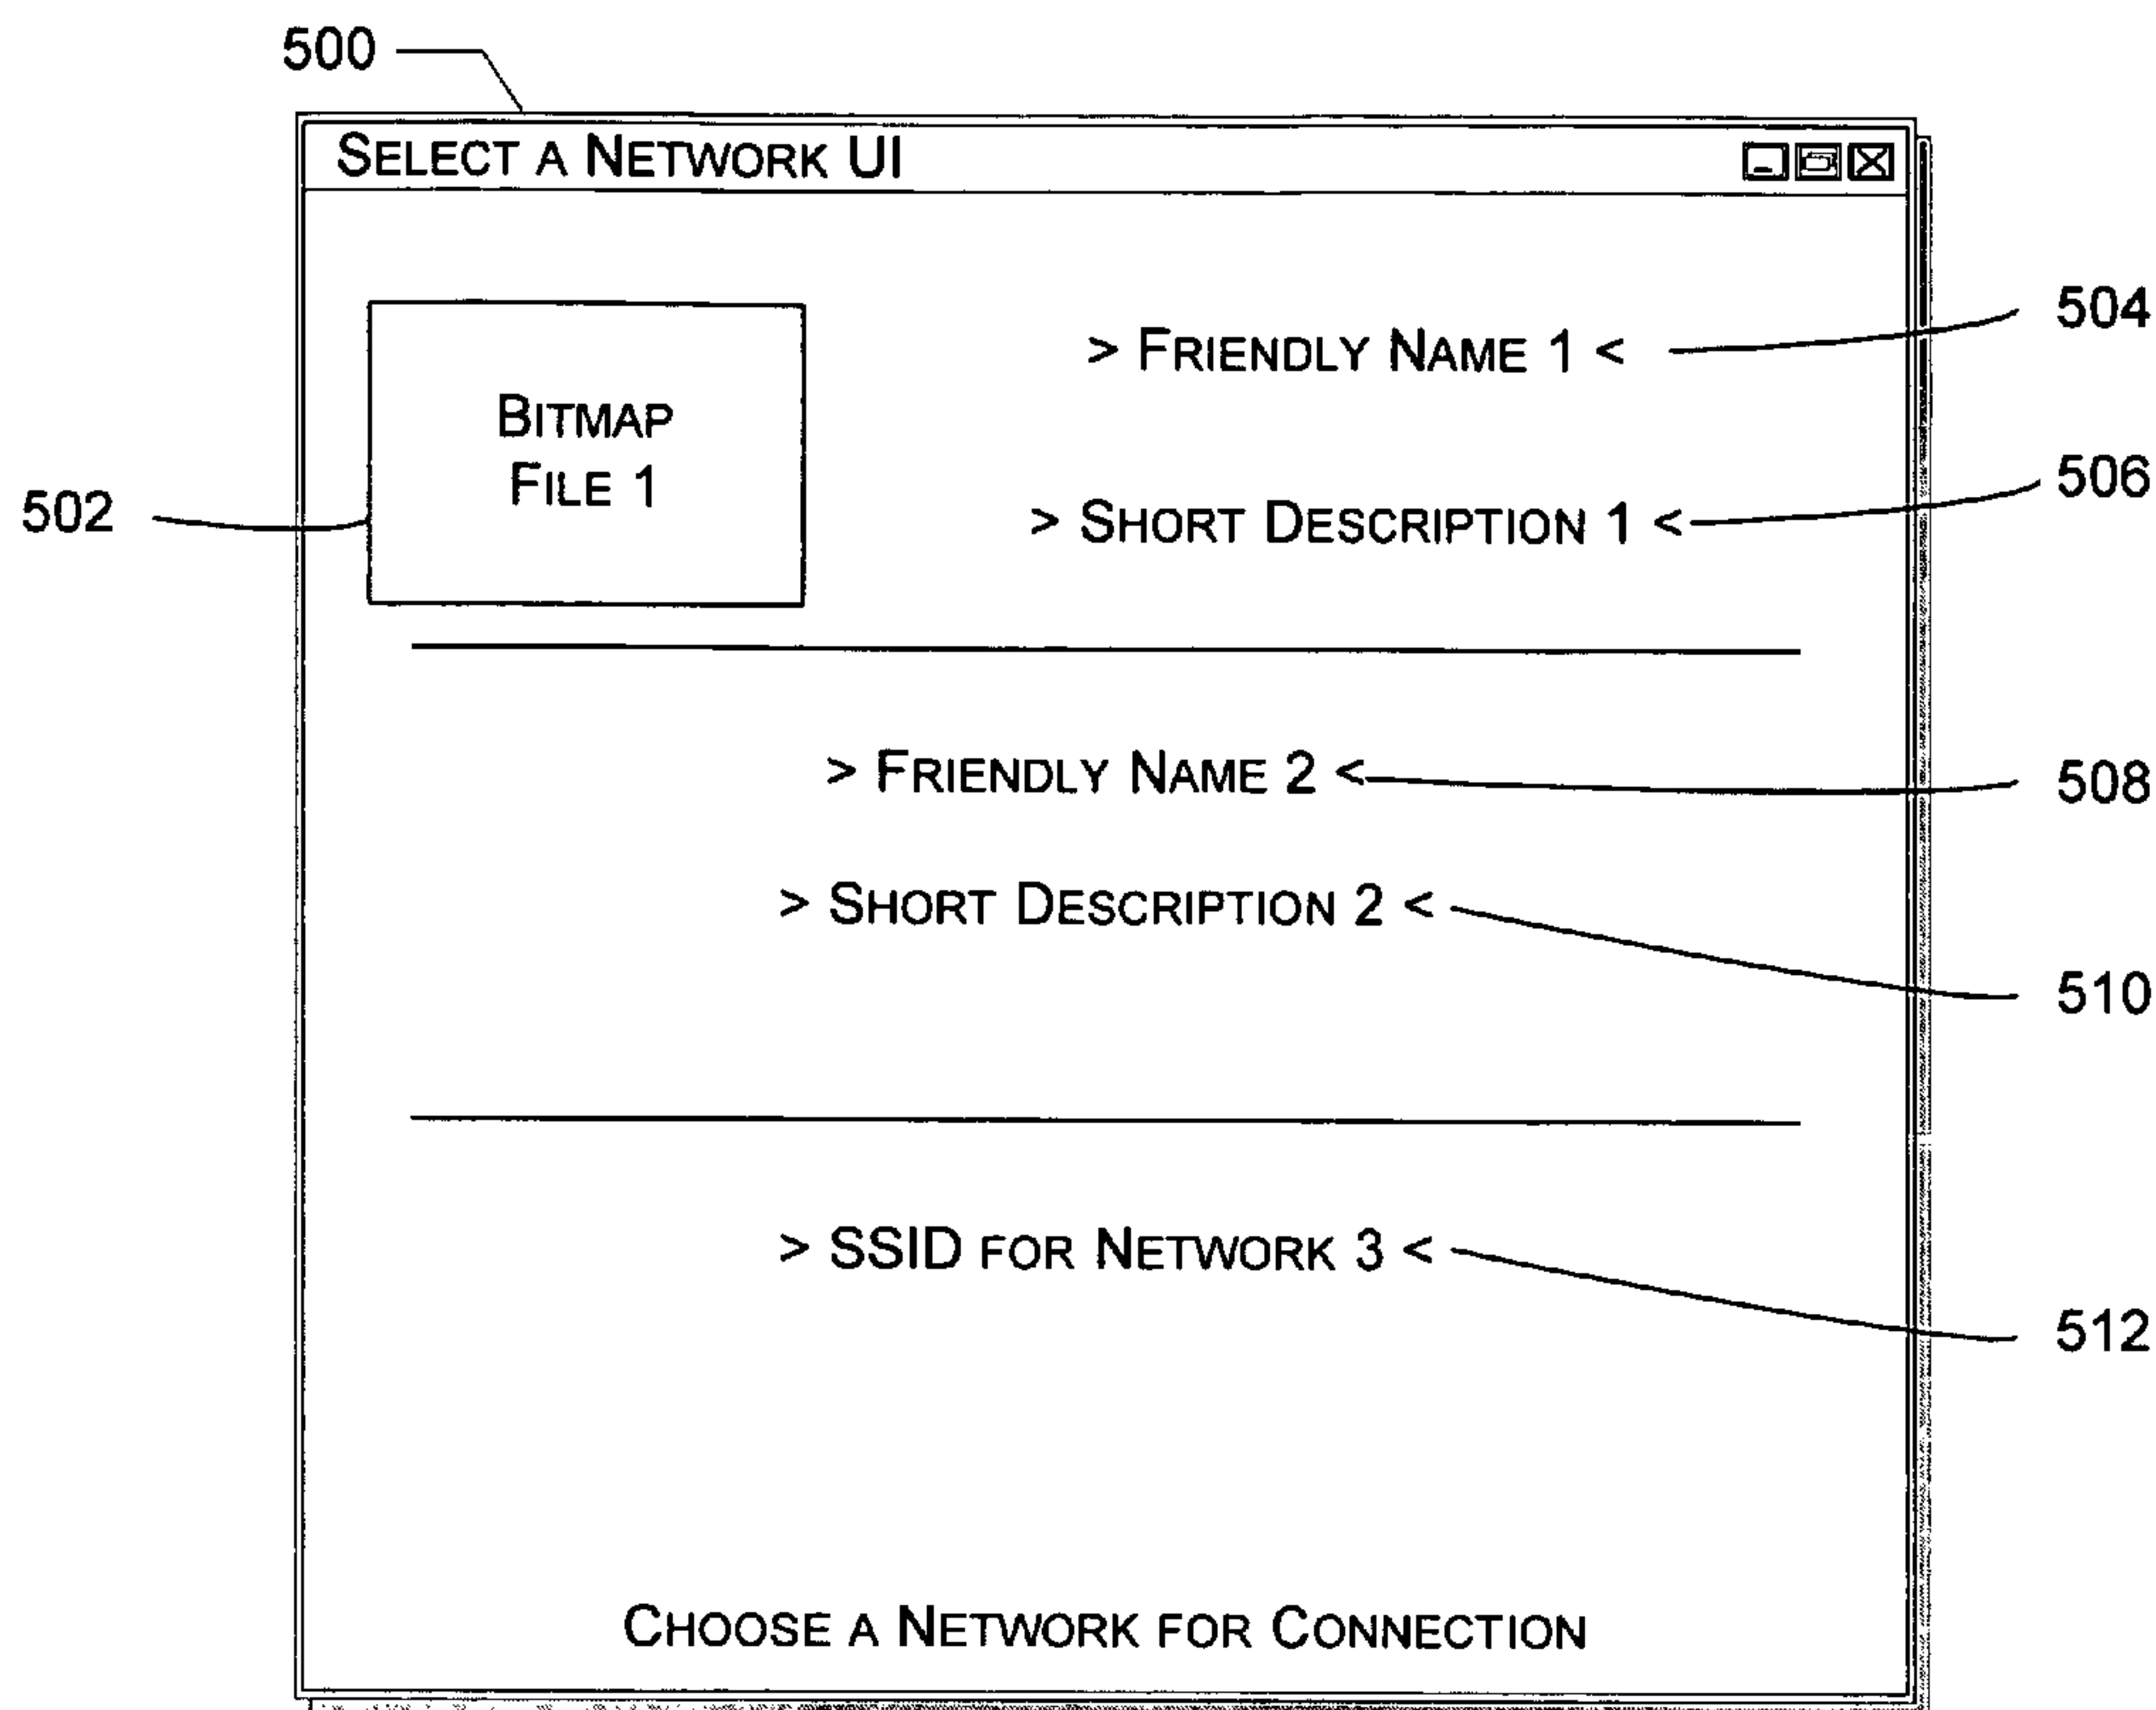 500
SELECT A NETWORK UI
504
> FRIENDLY NAME 1 <
BITMAP
FILE 1
506
502
> SHORT DESCRIPTION 1 <
> FRIENDLY NAME 2 <
508
> SHORT DESCRIPTION 2 <
510
> SSID FOR NETWORK 3 <
512
CHOOSE A NETWORK FOR CONNECTION